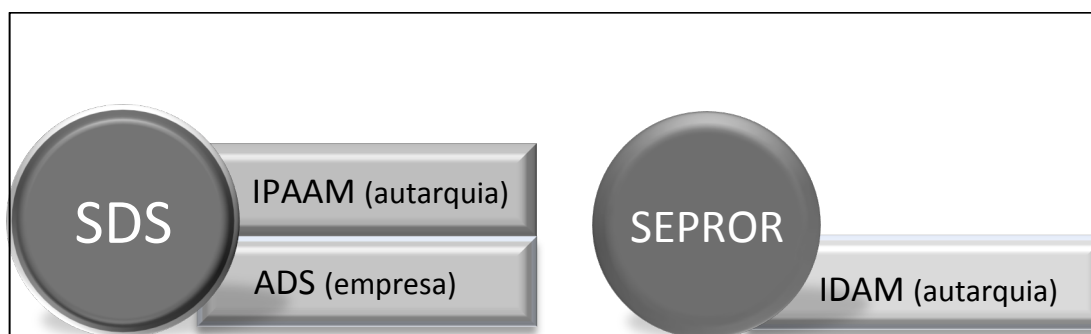 SDS
IPAAM (autarquia)
ADS (empresa)
SEPROR
IDAM (autarquia)